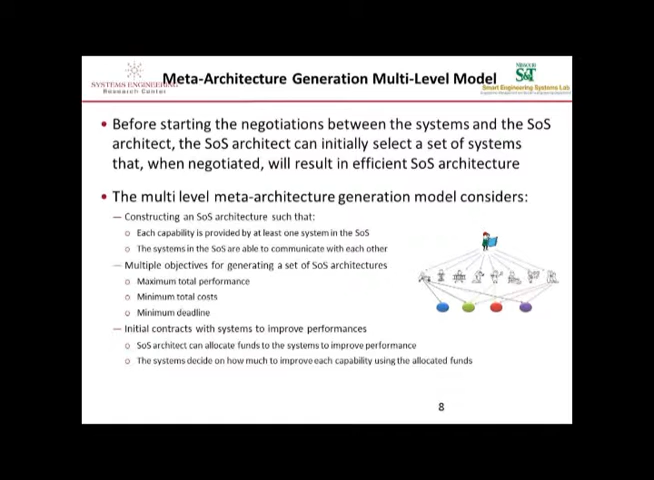 SYSTEMS ENGINEERING
Research Center
Meta-Architecture Generation Multi-Level Model
MISSOURI
S&T
Smart Engineering Systems Lab
• Before starting the negotiations between the systems and the SoS
architect, the SoS architect can initially select a set of systems
that, when negotiated, will result in efficient SoS architecture
• The multi level meta-architecture generation model considers:
— Constructing an SoS architecture such that:
o Each capability is provided by at least one system in the SoS
o The systems in the SoS are able to communicate with each other
— Multiple objectives for generating a set of SoS architectures
o Maximum total performance
o Minimum total costs
o Minimum deadline
— Initial contracts with systems to improve performances
o SoS architect can allocate funds to the systems to improve performance
o The systems decide on how much to improve each capability using the allocated funds
8